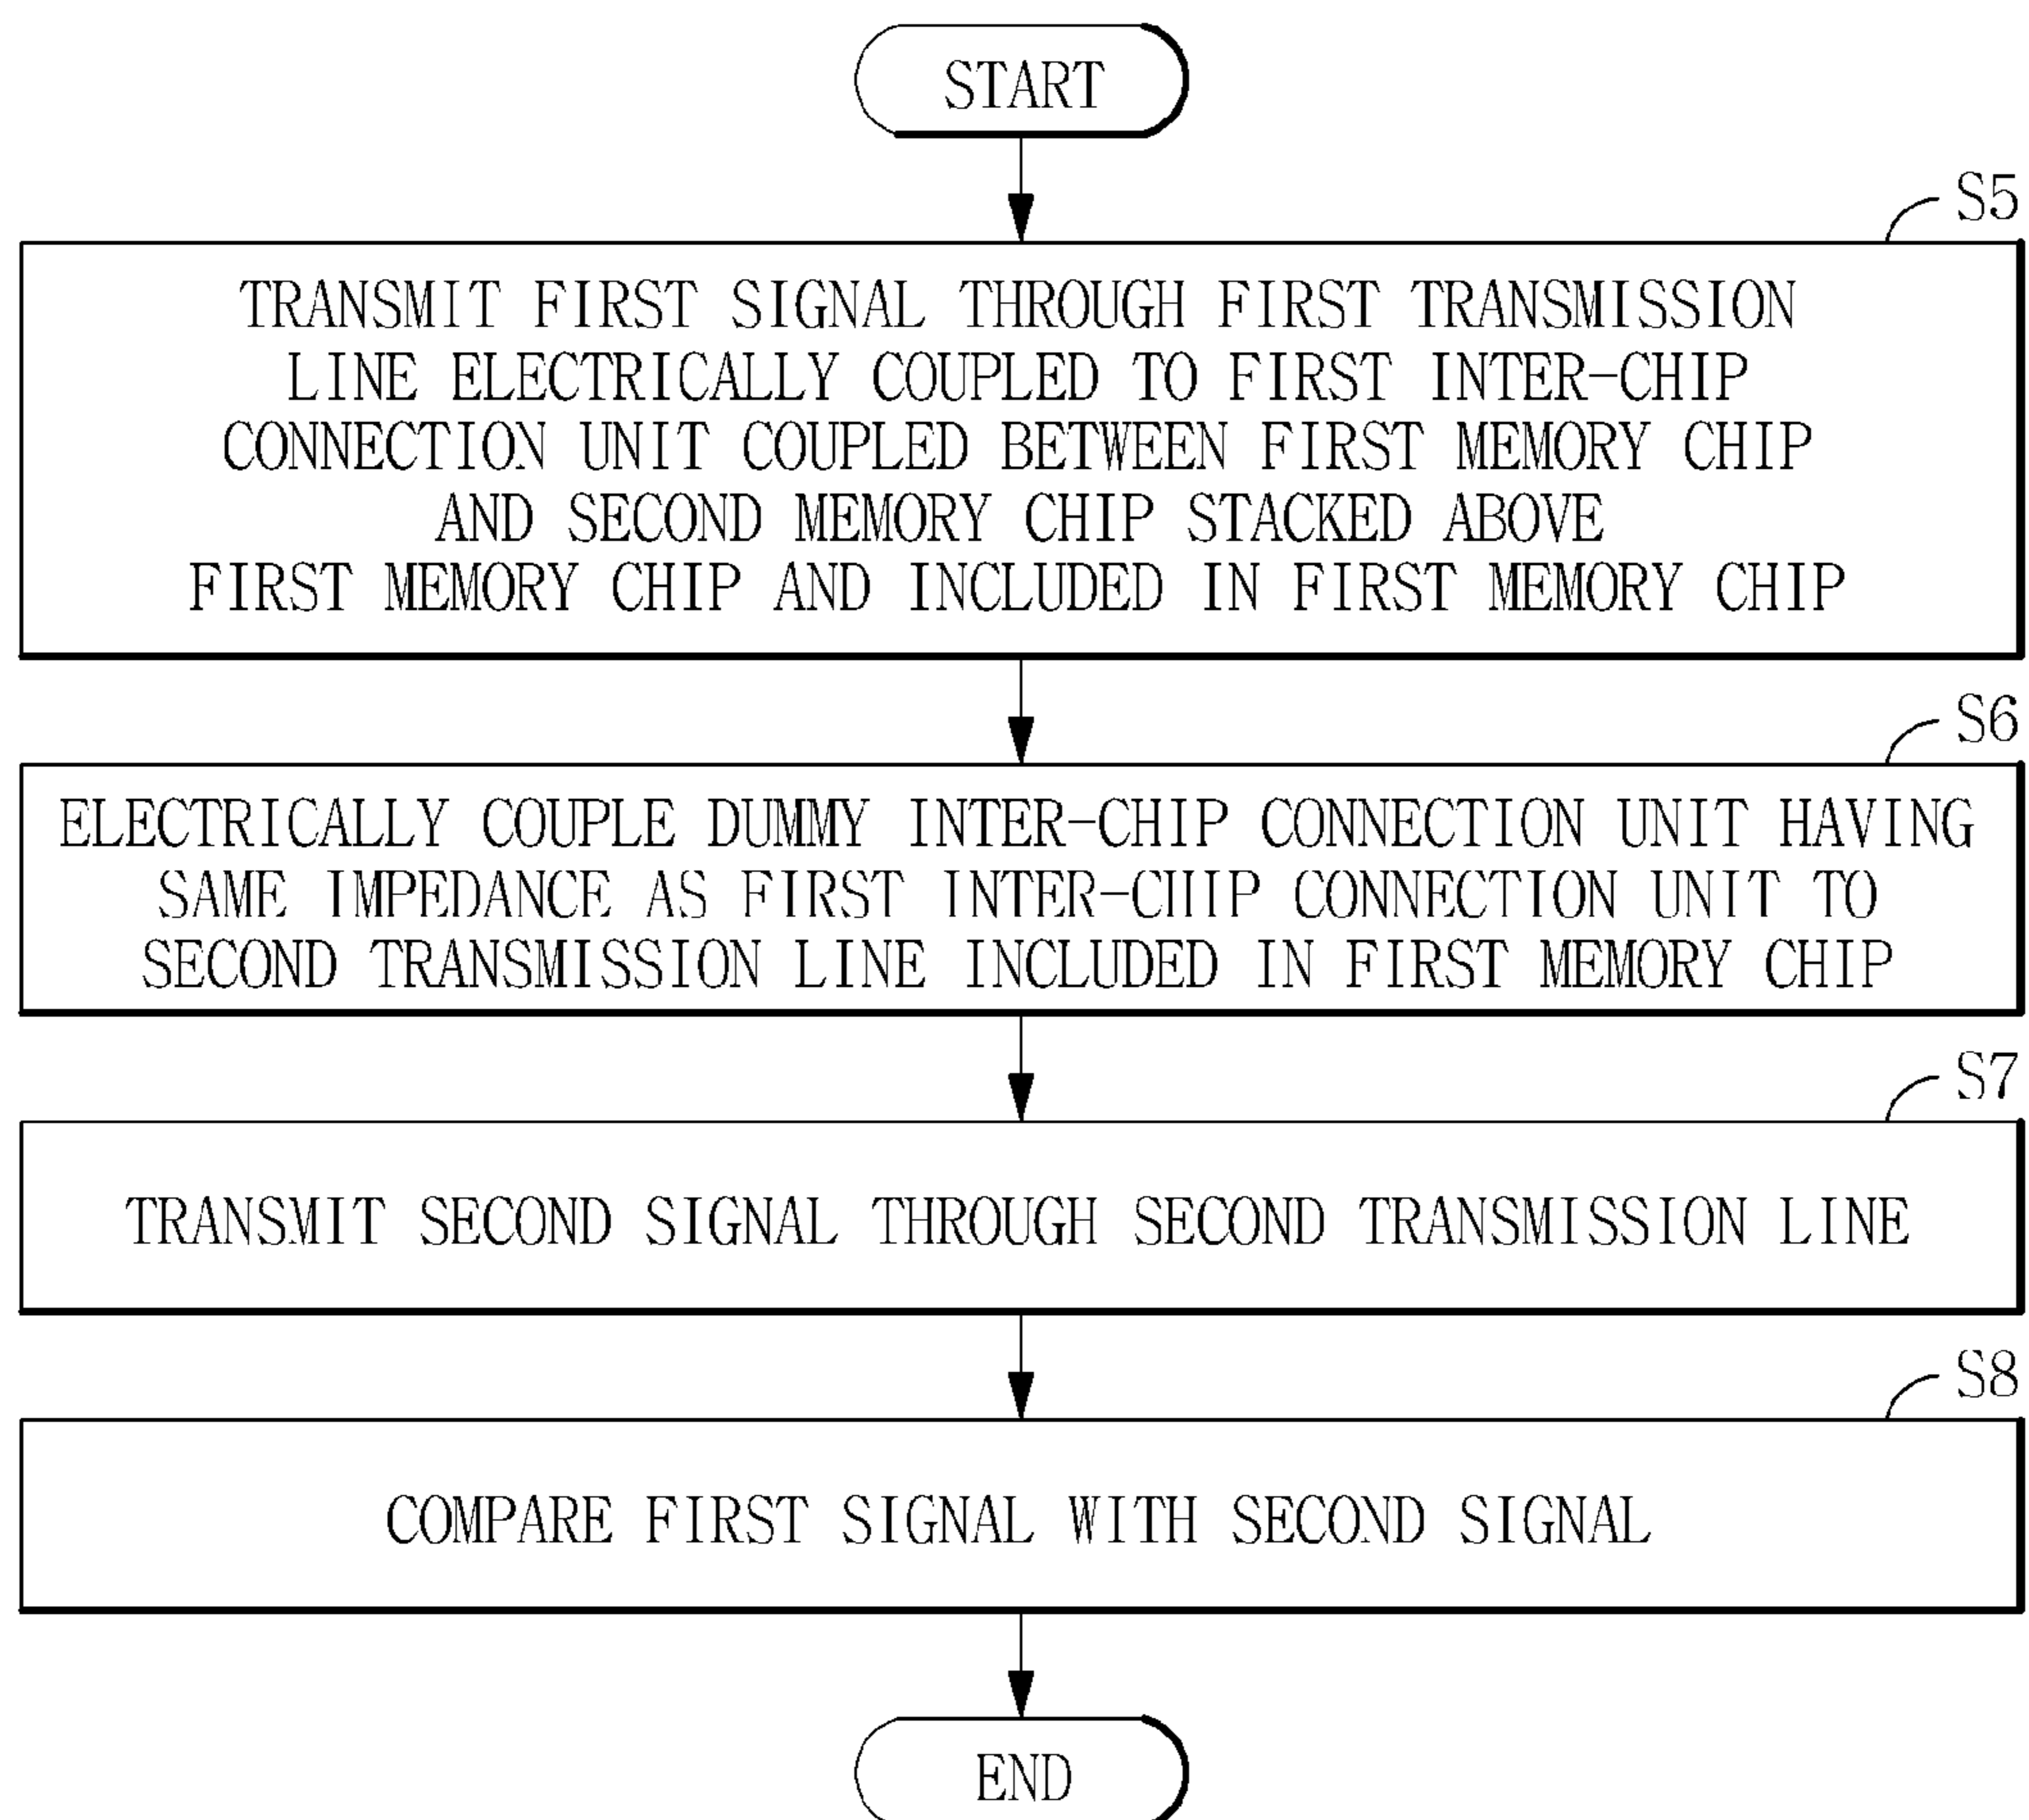 START
S5
TRANSMIT FIRST SIGNAL THROUGH FIRST TRANSMISSION
LINE ELECTRICALLY COUPLED TO FIRST INTER-CHIP
CONNECTION UNIT COUPLED BETWEEN FIRST MEMORY CHIP
AND SECOND MEMORY CHIP STACKED ABOVE
FIRST MEMORY CHIP AND INCLUDED IN FIRST MEMORY CHIP
S6
ELECTRICALLY COUPLE DUMMY INTER-CHIP CONNECTION UNIT HAVING
SAME IMPEDANCE AS FIRST INTER-CHIP CONNECTION UNIT TO
SECOND TRANSMISSION LINE INCLUDED IN FIRST MEMORY CHIP
S7
TRANSMIT SECOND SIGNAL THROUGH SECOND TRANSMISSION LINE
S8
COMPARE FIRST SIGNAL WITH SECOND SIGNAL
END